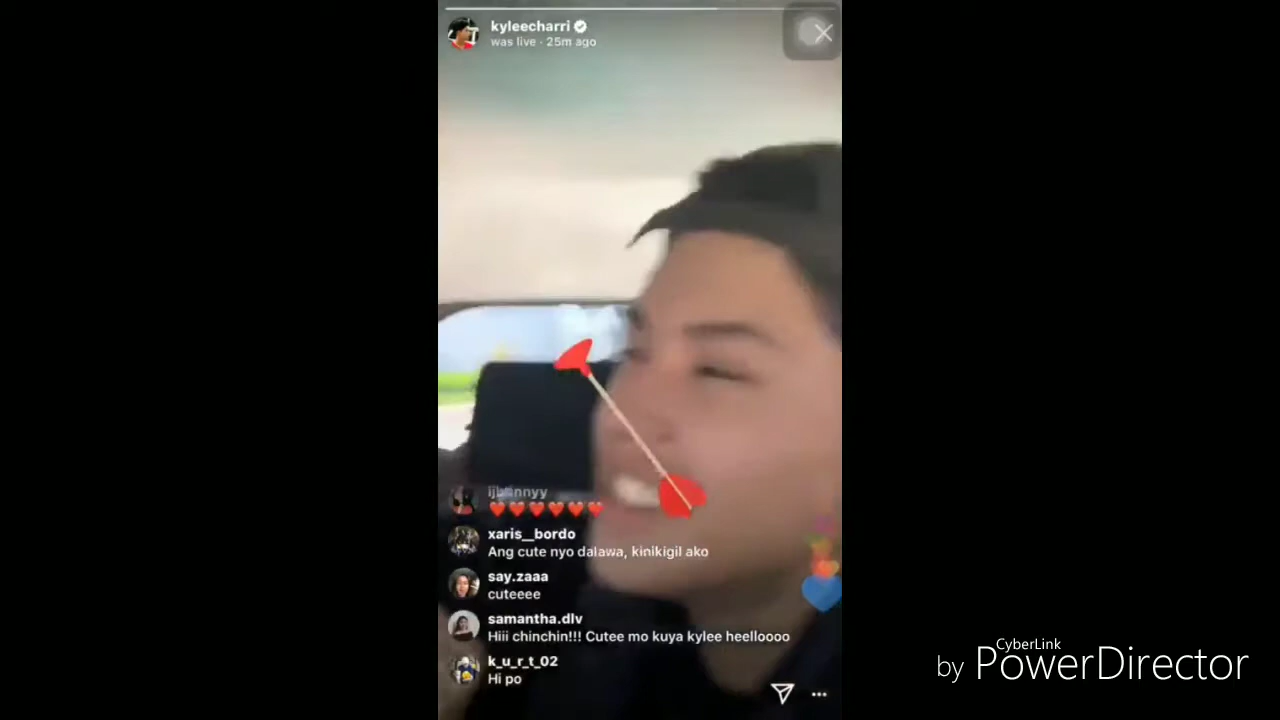 kyleecharri
was live · 25m ago
❤️❤️❤️❤️❤️❤️
xaris__bordo
Ang cute nyo dalawa, kinikigil ako
say.zaaa
cuteeee
samantha.dlv
Hiii chinchin!!! Cutee mo kuya kylee heelloooo
k_u_r_t_02
Hi po
CyberLink
by PowerDirector